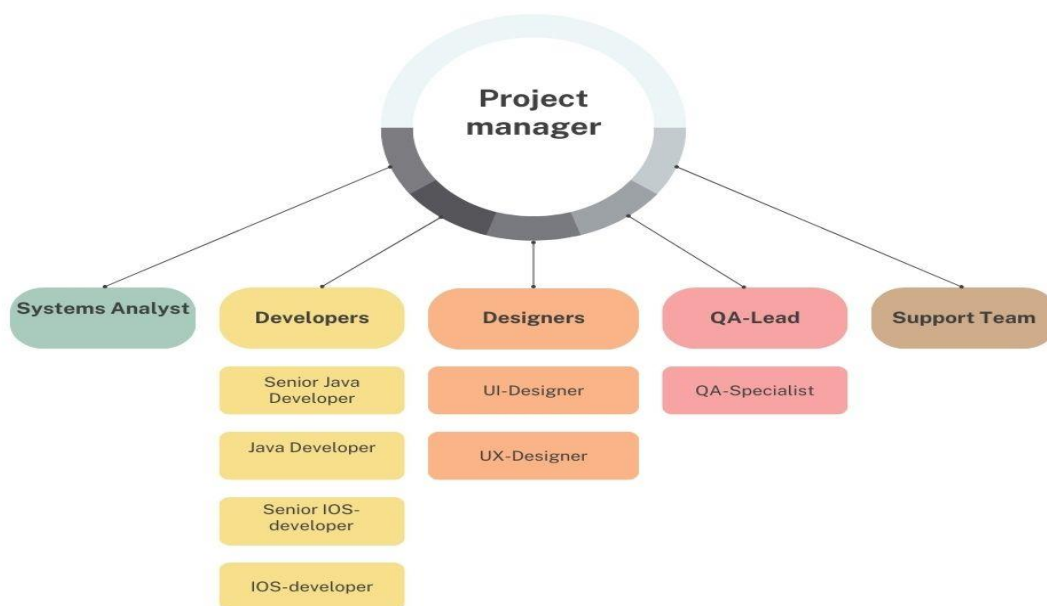 Project
manager
Systems Analyst
Developers
Designers
QA-Lead
Support Team
Senior Java
Developer
UI-Designer
QA-Specialist
Java Developer
UX-Designer
Senior IOS-
developer
IOS-developer